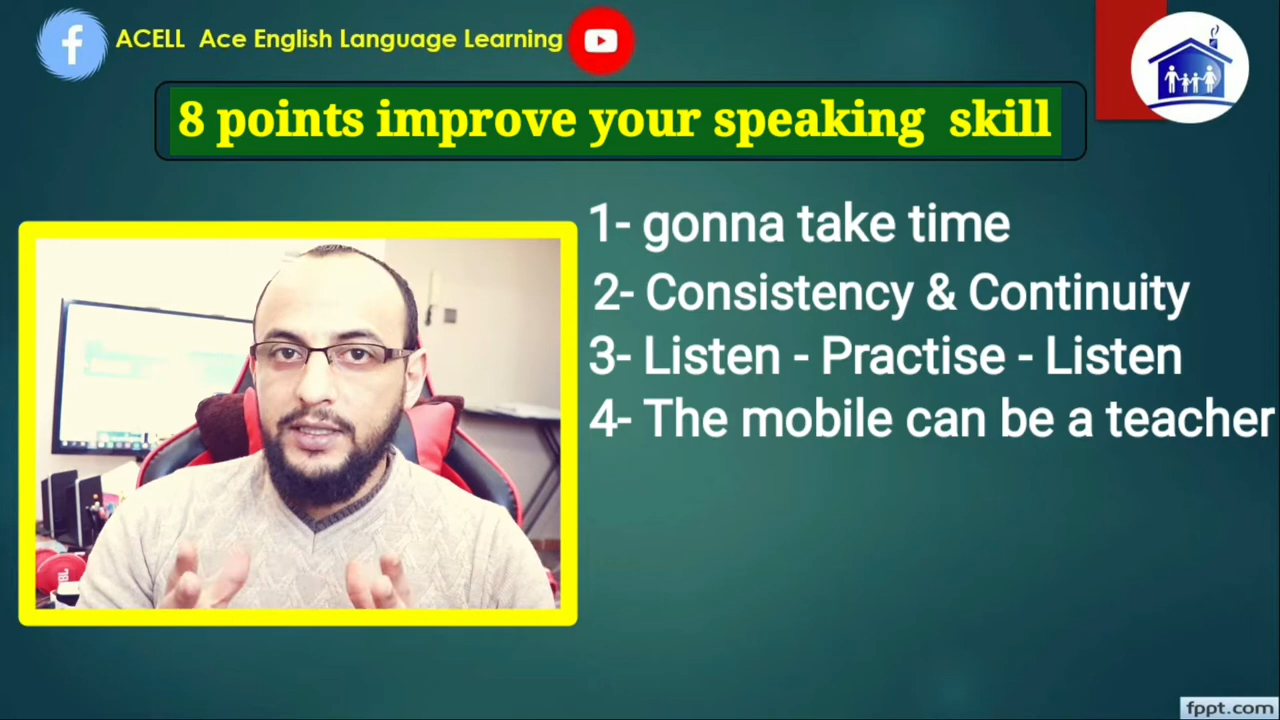 ACELL Ace English Language Learning
8 points improve your speaking skill
1- gonna take time
2- Consistency & Continuity
3- Listen - Practise - Listen
4- The mobile can be a teacher
fppt.com